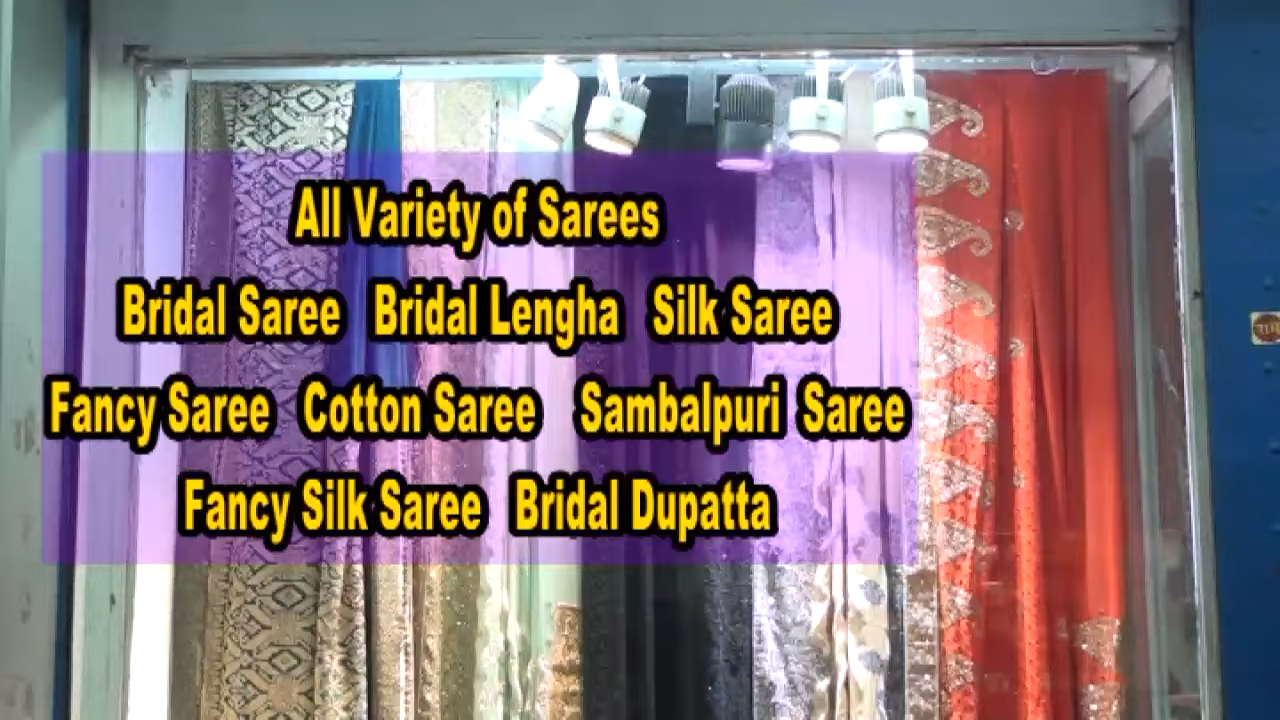 All Variety of Sarees
Bridal Saree Bridal Lengha Silk Saree
Fancy Saree Cotton Saree Sambalpuri Saree
Fancy Silk Saree Bridal Dupatta